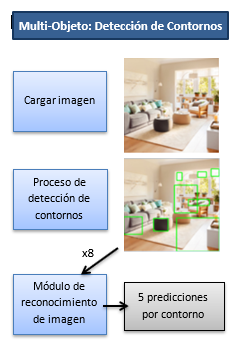 Multi-Objeto: Detección de Contornos
Cargar imagen
Proceso de
detección de
contornos
x8
Módulo de
reconocimiento
de imagen
5 predicciones
por contorno